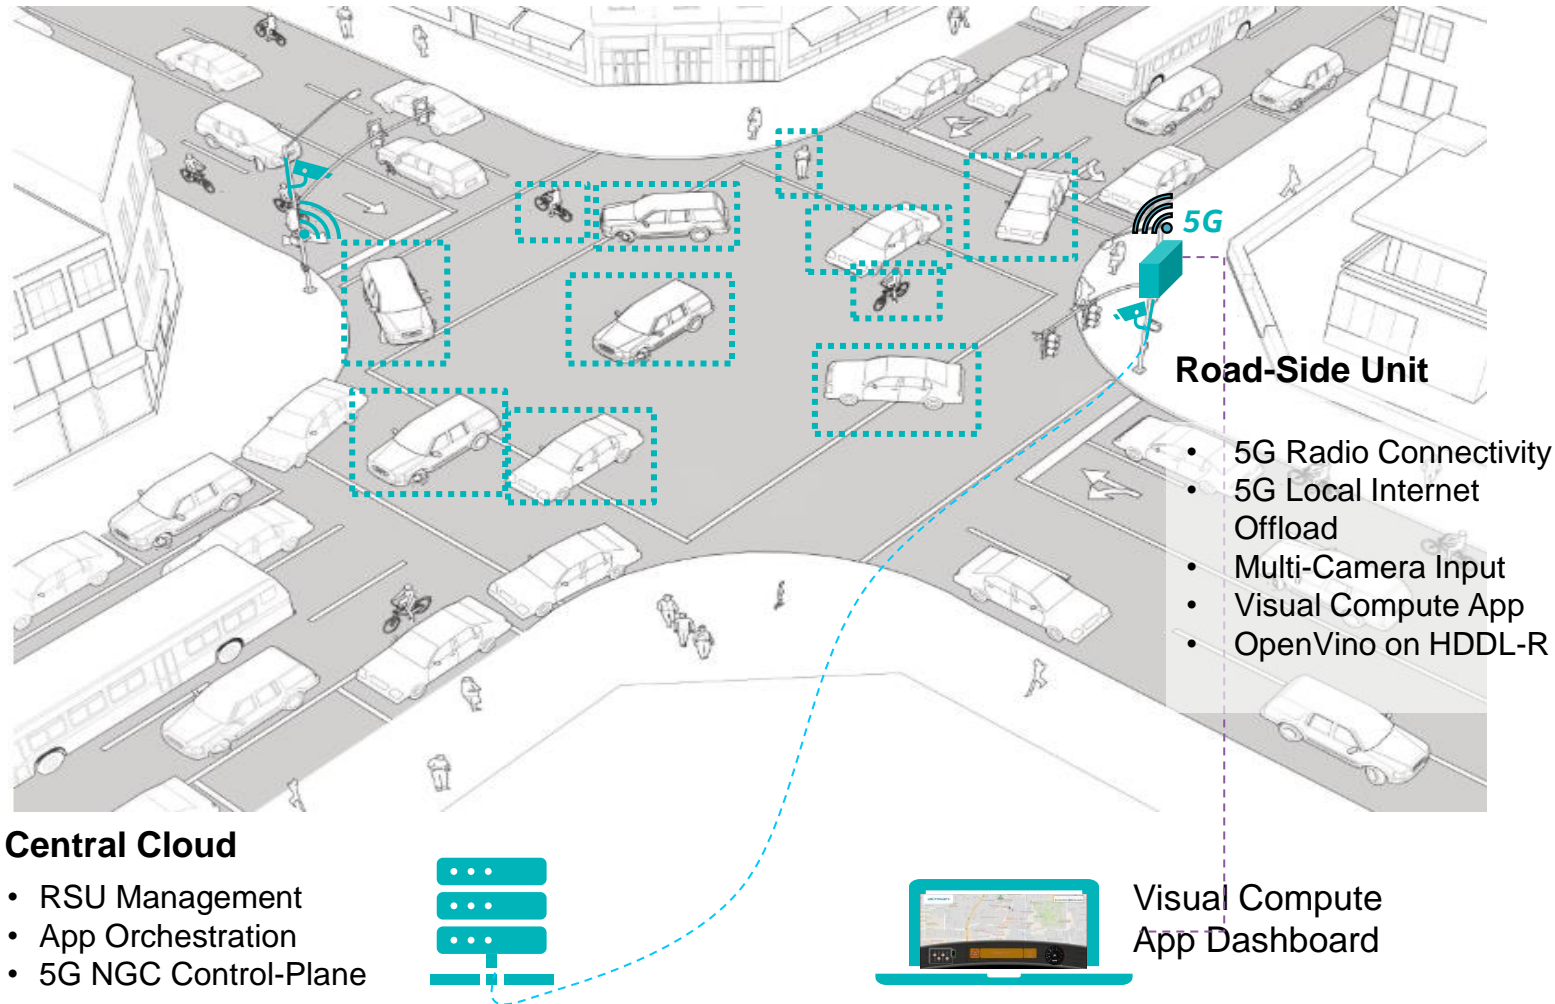 5G
Road-Side Unit
• 5G Radio Connectivity
• 5G Local Internet
Offload
• Multi-Camera Input
• Visual Compute App
• OpenVino on HDDL-R
Central Cloud
• RSU Management
• App Orchestration
• 5G NGC Control-Plane
Visual Compute
App Dashboard